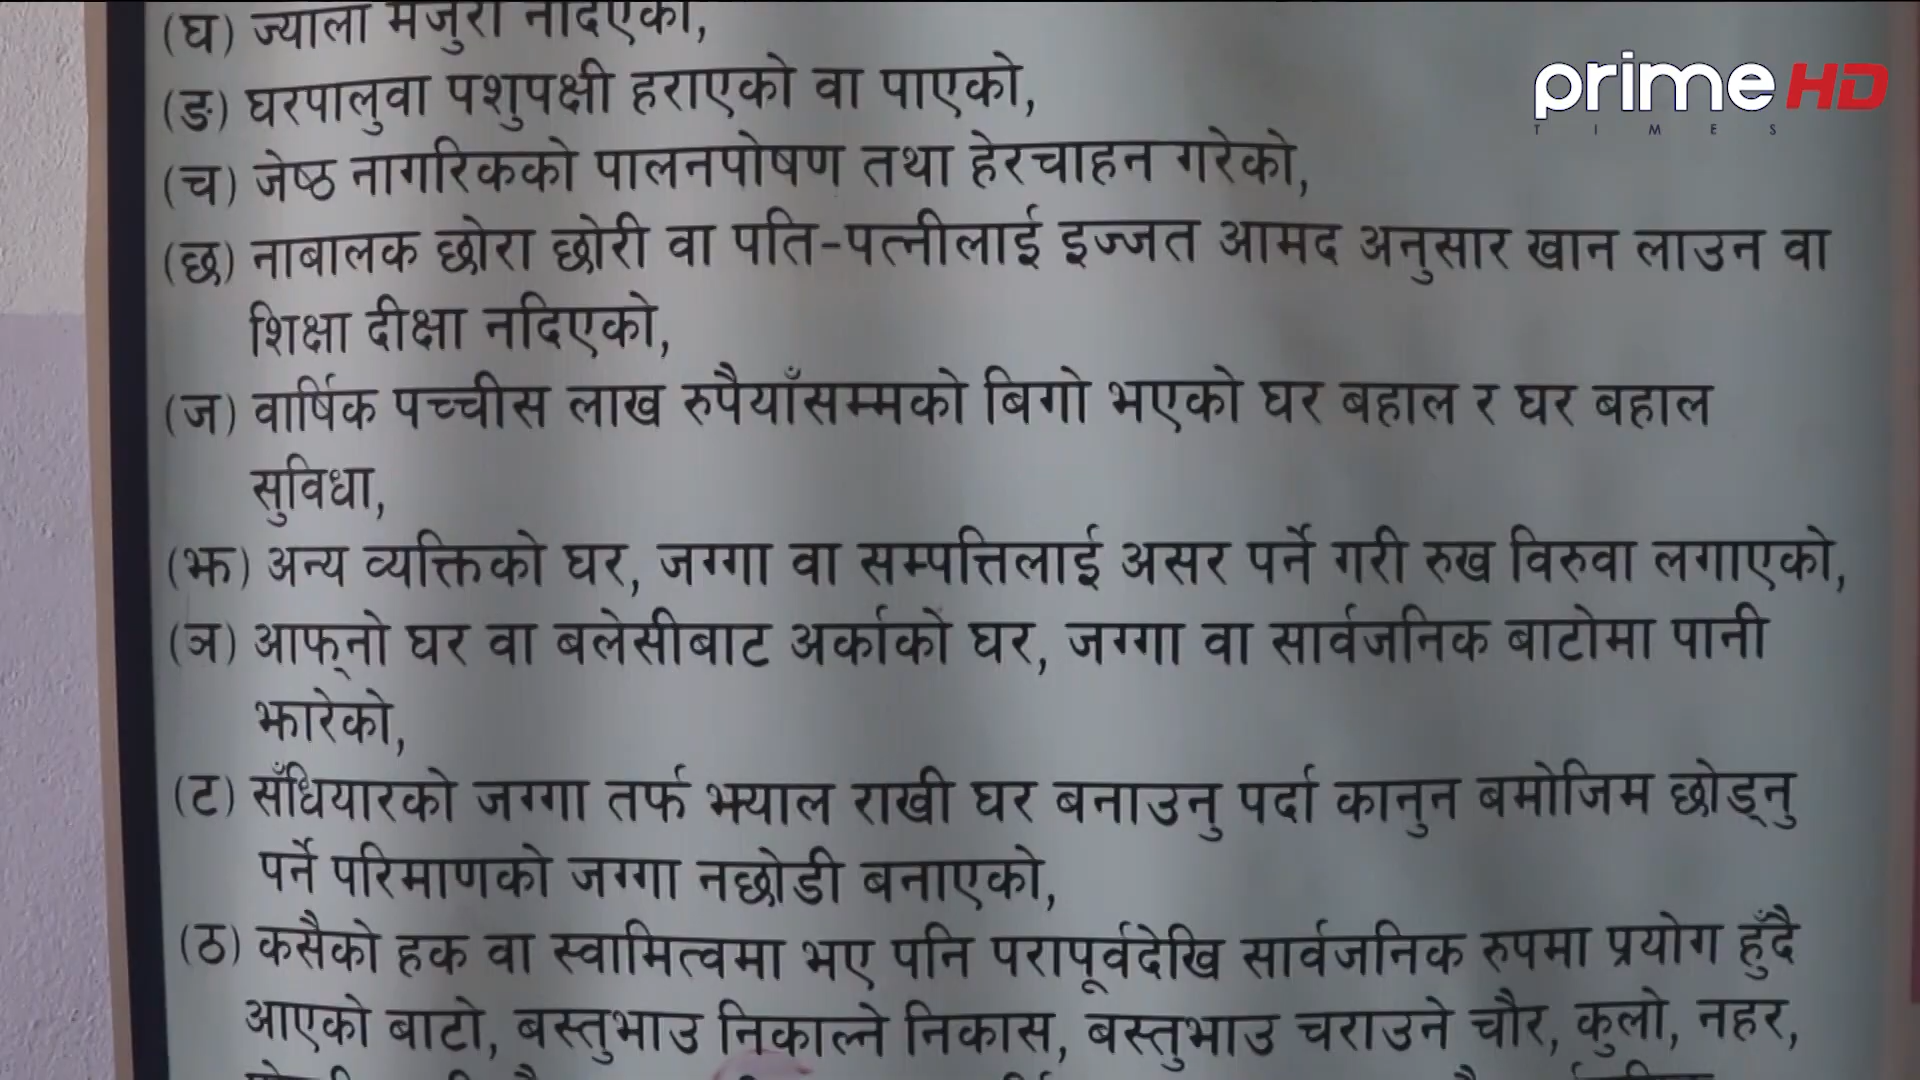 (घ) ज्याला मजुरी नदिएको,
(ङ) घरपालुवा पशुपक्षी हराएको वा पाएको,
(च) जेष्ठ नागरिकको पालनपोषण तथा हेरचाहन गरेको,
(छ) नाबालक छोरा छोरी वा पति-पत्नीलाई इज्जत आमद अनुसार खान लाउन वा
शिक्षा दीक्षा नदिएको,
(ज) वार्षिक पच्चीस लाख रुपैयाँसम्मको बिगो भएको घर बहाल र घर बहाल
सुविधा,
(झ) अन्य व्यक्तिको घर, जग्गा वा सम्पत्तिलाई असर पर्ने गरी रुख विरुवा लगाएको,
(ञ) आफ्‌नो घर वा बलेसीबाट अर्काको घर, जग्गा वा सार्वजनिक बाटोमा पानी
झारेको,
(ट) सँधियारको जग्गा तर्फ झ्याल राखी घर बनाउनु पर्दा कानुन बमोजिम छोड्नु
पर्ने परिमाणको जग्गा नछोडी बनाएको,
(ठ) कसैको हक वा स्वामित्वमा भए पनि परापूर्वदेखि सार्वजनिक रुपमा प्रयोग हुँदै
आएको बाटो, बस्तुभाउ निकाल्ने निकास, बस्तुभाउ चराउने चौर, कुलो, नहर,
prime HD
TIMES